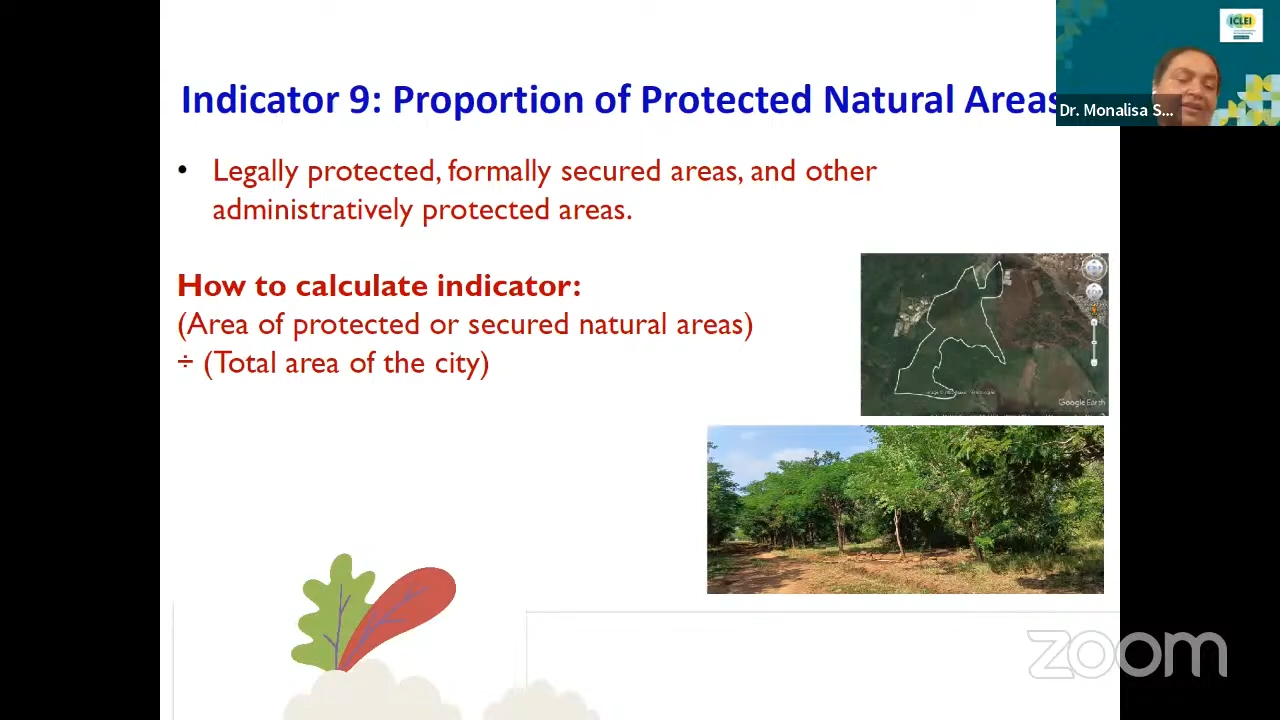 ICLEI
Indicator 9: Proportion of Protected Natural Areas
Dr. Monalisa S...
• Legally protected, formally secured areas, and other
administratively protected areas.
How to calculate indicator:
(Area of protected or secured natural areas)
÷ (Total area of the city)
Google Earth
zoom